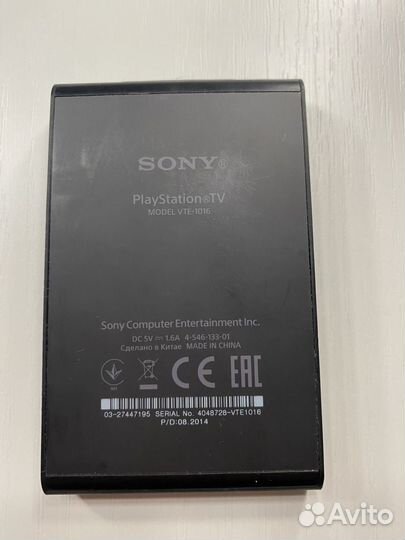 SONY®
PlayStation®TV
MODEL VTE-1016
Sony Computer Entertainment Inc.
DC 5V ⎓ 1.6A 4-546-133-01
Сделано в Китае MADE IN CHINA
CE EAC
03-27447195 SERIAL No. 4048728-VTE1016
P/D:08.2014
Avito